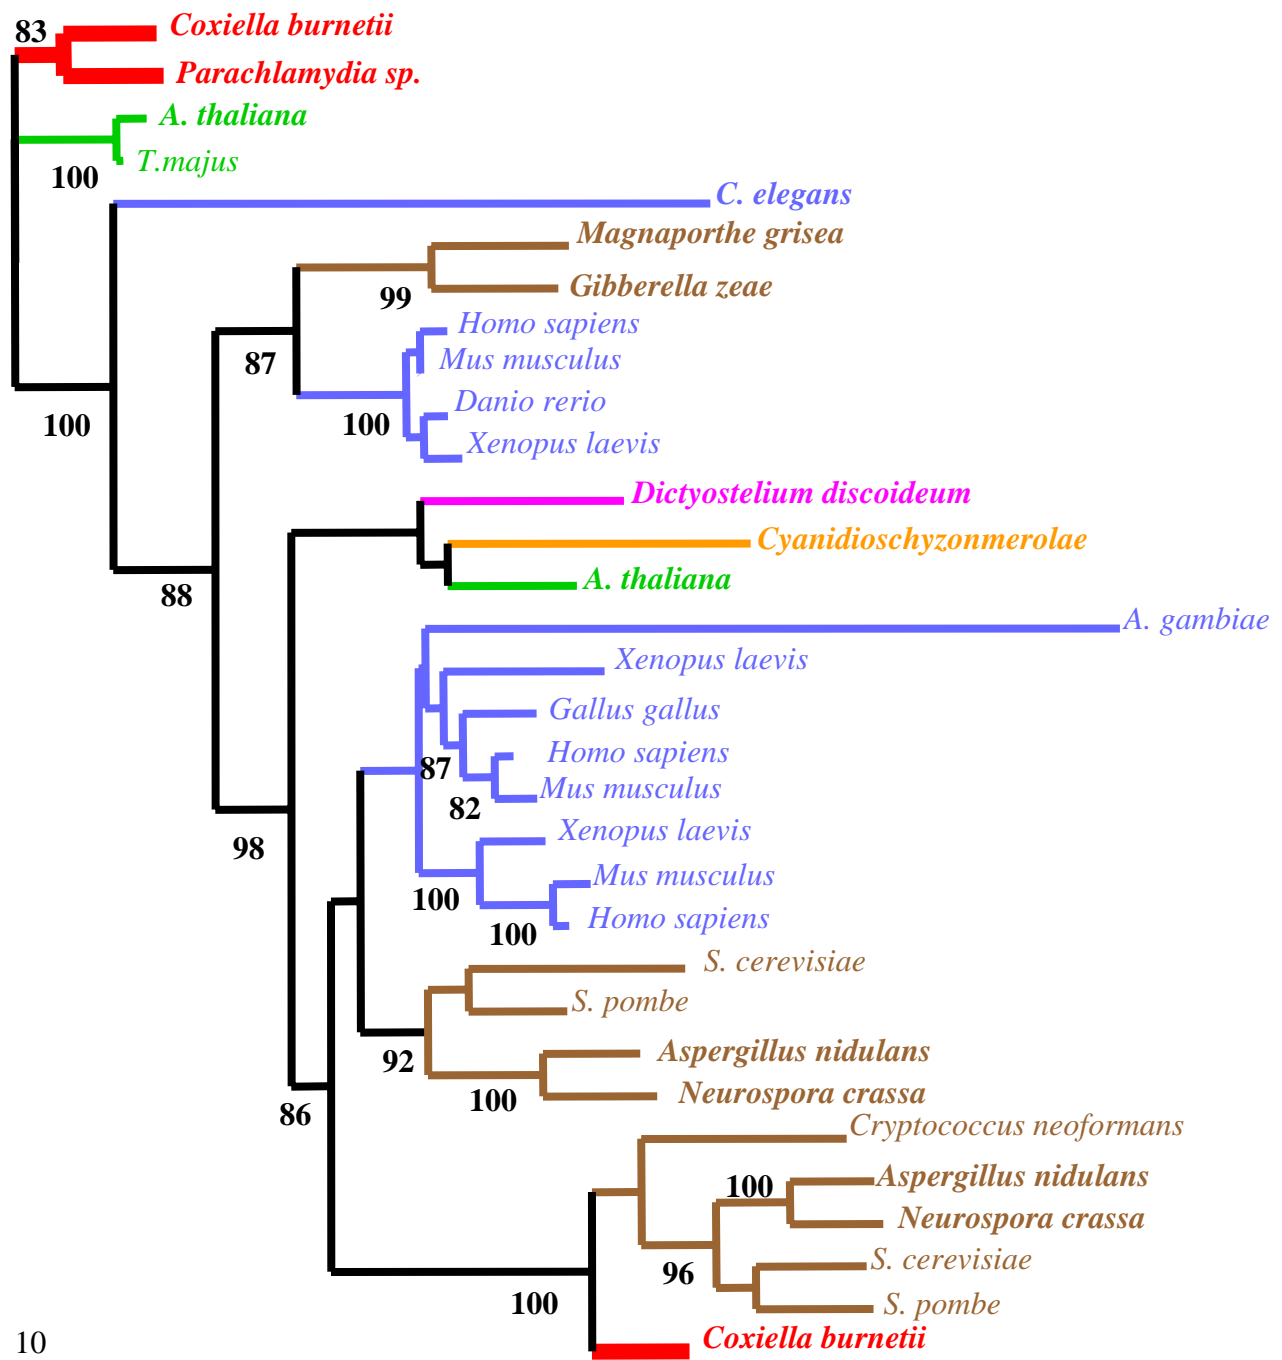 83
Coxiella burnetii
Parachlamydia sp.
A. thaliana
T.majus
100
C. elegans
Magnaporthe grisea
Gibberella zeae
99
Homo sapiens
Mus musculus
87
Danio rerio
100
100
Xenopus laevis
Dictyostelium discoideum
Cyanidioschyzonmerolae
A. thaliana
88
A. gambiae
Xenopus laevis
Gallus gallus
Homo sapiens
87
Mus musculus
82
Xenopus laevis
98
Mus musculus
100
Homo sapiens
100
S. cerevisiae
S. pombe
Aspergillus nidulans
92
Neurospora crassa
100
86
Cryptococcus neoformans
Aspergillus nidulans
100
Neurospora crassa
S. cerevisiae
96
S. pombe
100
Coxiella burnetii
10